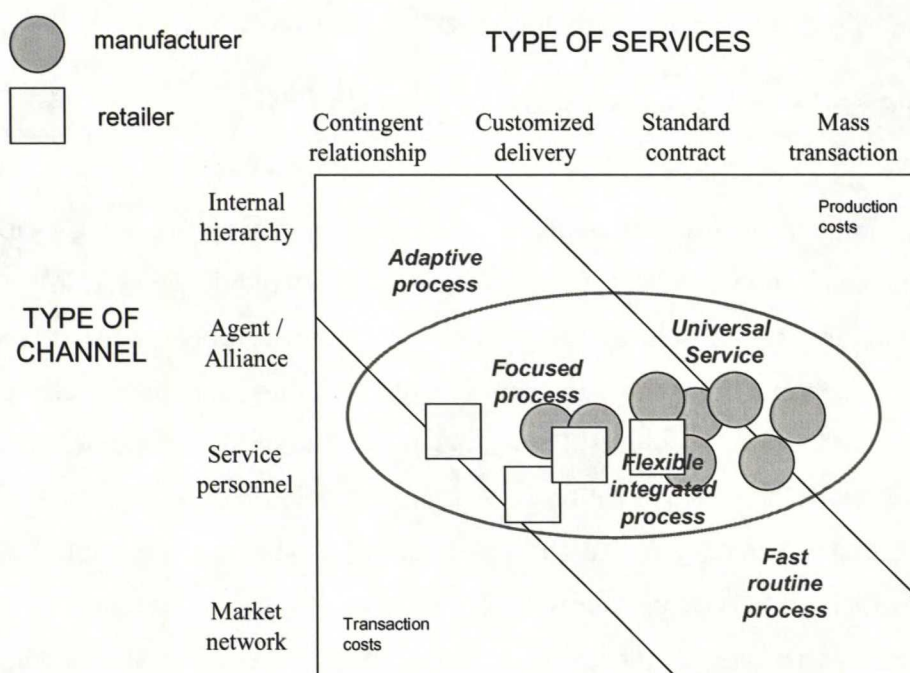 manufacturer
retailer
TYPE OF SERVICES
Contingent
relationship
Customized
delivery
Standard
contract
Mass
transaction
TYPE OF
CHANNEL
Internal
hierarchy
Agent /
Alliance
Service
personnel
Market
network
Production
costs
Adaptive
process
Universal
Service
Focused
process
Flexible
integrated
process
Fast
routine
process
Transaction
costs